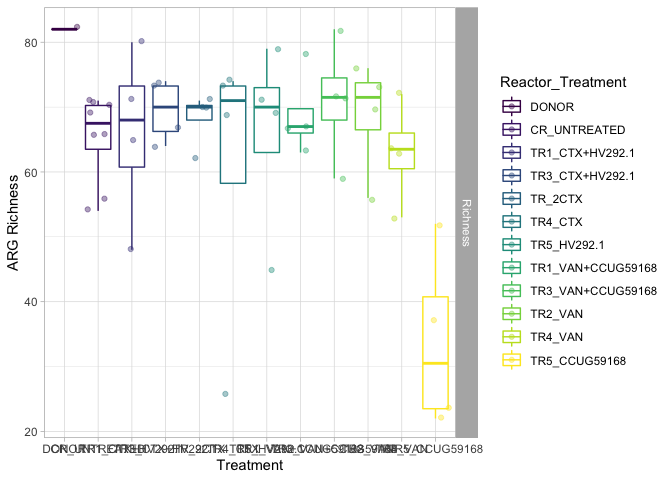 80
60
40
20
ARG Richness
Richness
Treatment
Reactor_Treatment
DONOR
CR_UNTREATED
TR1_CTX+HV292.1
TR3_CTX+HV292.1
TR_2CTX
TR4_CTX
TR5_HV292.1
TR1_VAN+CCUG59168
TR3_VAN+CCUG59168
TR2_VAN
TR4_VAN
TR5_CCUG59168